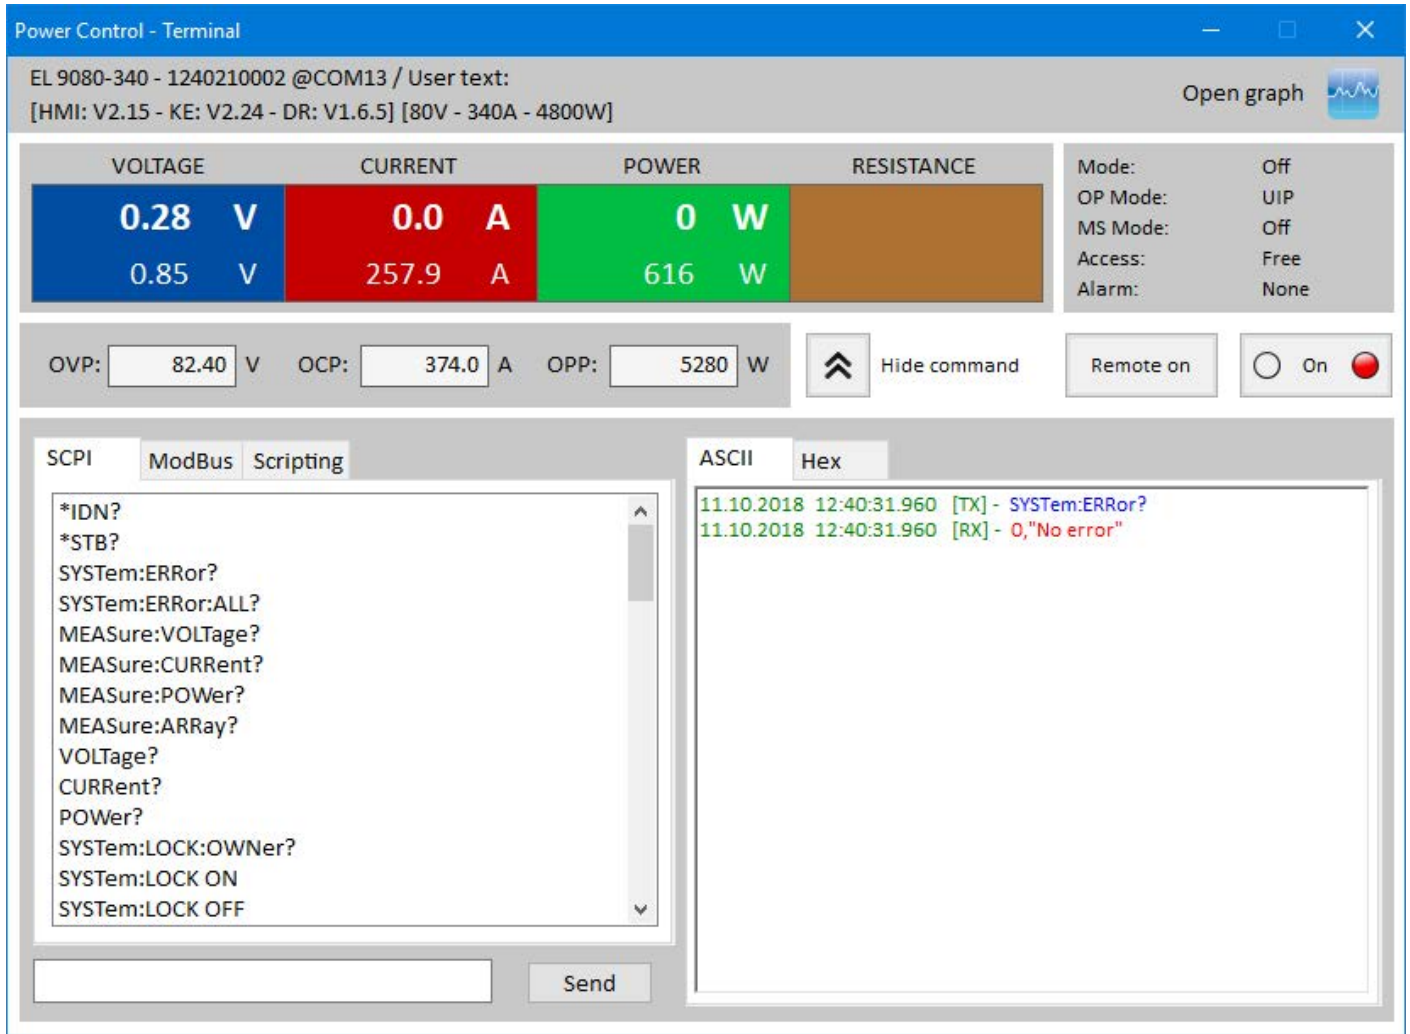 Power Control - Terminal
EL 9080-340 - 1240210002 @COM13 / User text:
[HMI: V2.15 - KE: V2.24 - DR: V1.6.5] [80V - 340A - 4800W]
Open graph
VOLTAGE CURRENT POWER RESISTANCE
0.28 V 0.0 A 0 W
0.85 V 257.9 A 616 W
Mode: Off
OP Mode: UIP
MS Mode: Off
Access: Free
Alarm: None
OVP: 82.40 V OCP: 374.0 A OPP: 5280 W
Hide command
Remote on
On
SCPI ModBus Scripting
*IDN?
*STB?
SYSTem:ERRor?
SYSTem:ERRor:ALL?
MEASure:VOLTage?
MEASure:CURRent?
MEASure:POWer?
MEASure:ARRay?
VOLTage?
CURRent?
POWer?
SYSTem:LOCK:OWNer?
SYSTem:LOCK ON
SYSTem:LOCK OFF
Send
ASCII Hex
11.10.2018 12:40:31.960 [TX] - SYSTem:ERRor?
11.10.2018 12:40:31.960 [RX] - 0,"No error"